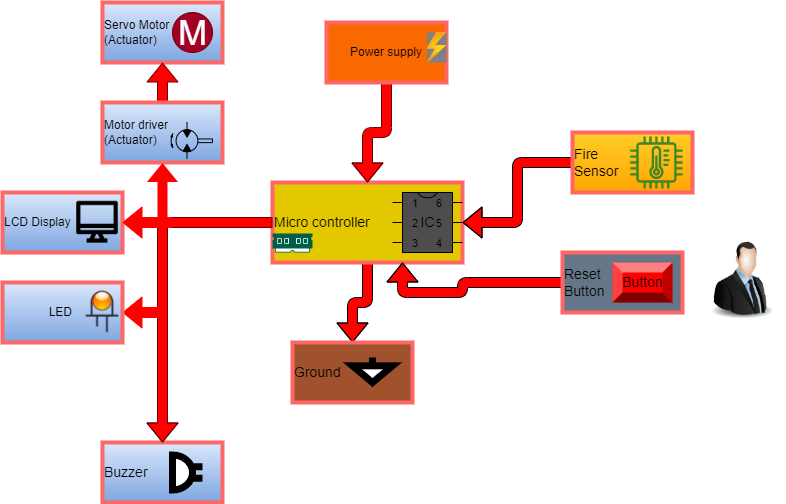 Servo Motor
(Actuator)
M
Power supply
Motor driver
(Actuator)
Fire
Sensor
LCD Display
Micro controller
1 6
2 IC 5
3 4
Reset
Button
Button
LED
Ground
Buzzer